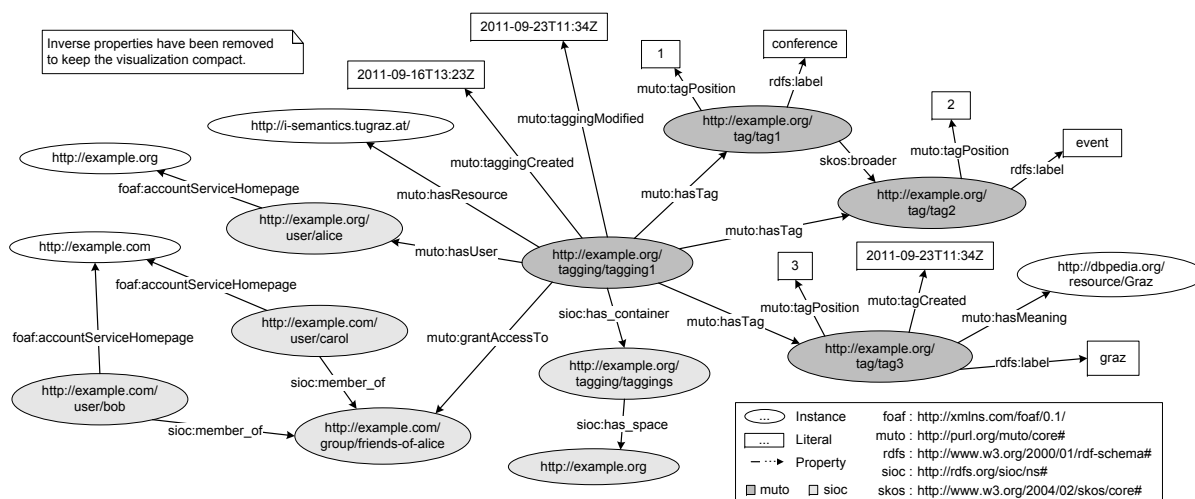 Inverse properties have been removed
to keep the visualization compact.
2011-09-23T11:34Z
2011-09-16T13:23Z
1
conference
muto:tagPosition
rdfs:label
http://i-semantics.tugraz.at/
muto:taggingModified
http://example.org/
tag/tag1
2
event
muto:taggingCreated
skos:broader
muto:tagPosition
rdfs:label
http://example.org
foaf:accountServiceHomepage
muto:hasResource
muto:hasTag
http://example.org/
tag/tag2
http://example.org/
user/alice
muto:hasUser
muto:hasTag
http://example.com
http://example.org/
tagging/tagging1
3
2011-09-23T11:34Z
http://dbpedia.org/
resource/Graz
foaf:accountServiceHomepage
muto:tagPosition
muto:tagCreated
muto:hasMeaning
sioc:has_container
muto:hasTag
foaf:accountServiceHomepage
http://example.com/
user/carol
muto:grantAccessTo
http://example.org/
tag/tag3
rdfs:label
graz
http://example.org/
tagging/taggings
http://example.com/
user/bob
sioc:member_of
sioc:member_of
http://example.com/
group/friends-of-alice
sioc:has_space
http://example.org
... Instance
... Literal
Property
muto sioc
foaf : http://xmlns.com/foaf/0.1/
muto : http://purl.org/muto/core#
rdfs : http://www.w3.org/2000/01/rdf-schema#
sioc : http://rdfs.org/sioc/ns#
skos : http://www.w3.org/2004/02/skos/core#